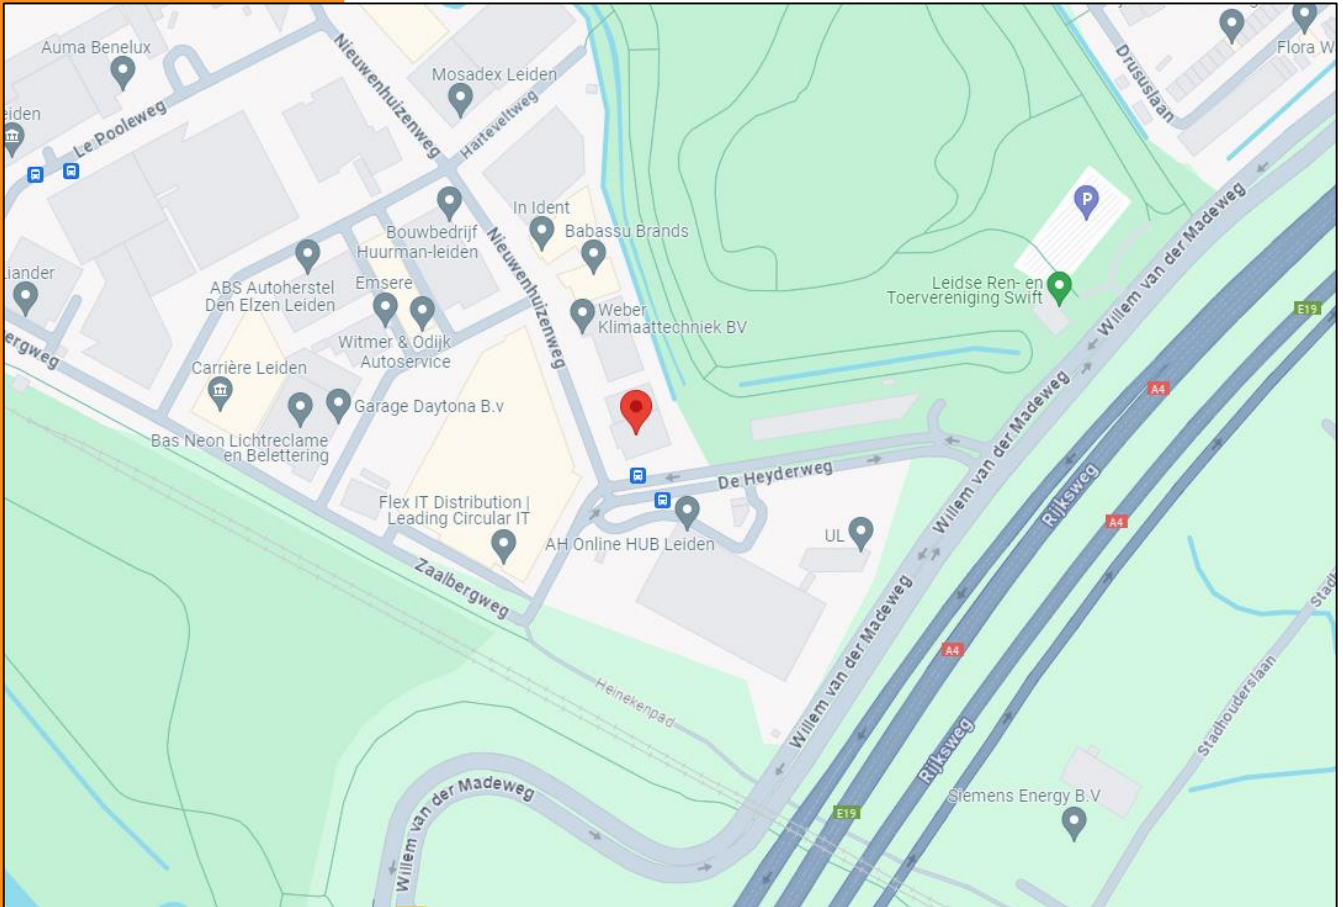 Auma Benelux
Nieuwenhuizenweg
Mosadex Leiden
Drususlaan
Flora W
eiden
Le Pooleweg
Harteveltweg
P
Willem van der Madeweg
In Ident
Bouwbedrijf
Huurman-leiden
Babassu Brands
Nieuwenhuizenweg
Liander
ABS Autoherstel
Den Elzen Leiden
Emsere
Leidse Ren- en
Toervereniging Swift
E19
Weber
Klimaattechniek BV
ergweg
Witmer & Odijk
Autoservice
Willem van der Madeweg
Carrière Leiden
A4
Garage Daytona B.v
Bas Neon Lichtreclame
en Belettering
De Heyderweg
Rijksweg
Flex IT Distribution |
Leading Circular IT
A4
AH Online HUB Leiden
UL
Zaalbergweg
Willem van der Madeweg
Stad
A4
Heinekenpad
Stadhouderslaan
Rijksweg
Willem van der Madeweg
Siemens Energy B.V
E19